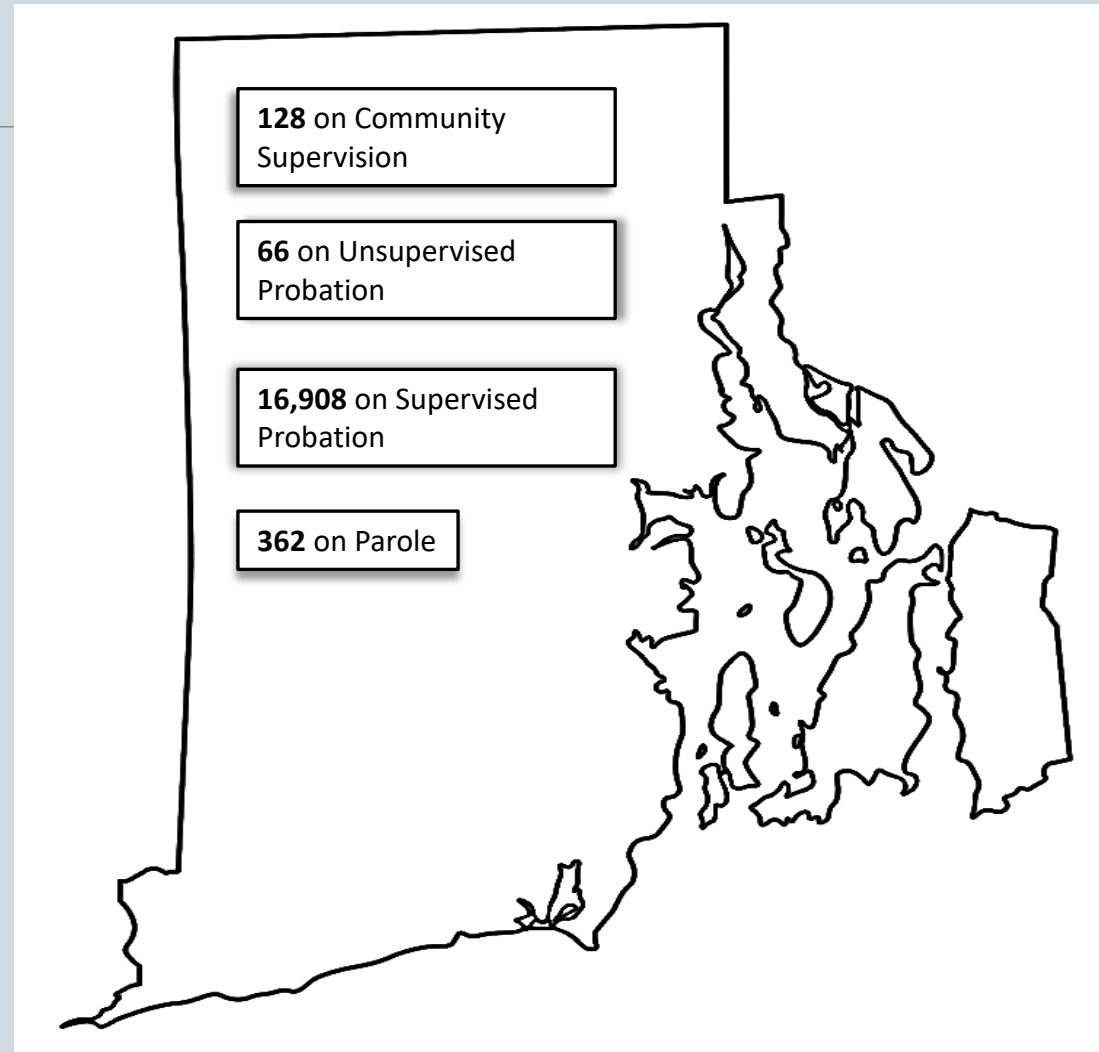 128 on Community
Supervision
66 on Unsupervised
Probation
16,908 on Supervised
Probation
362 on Parole